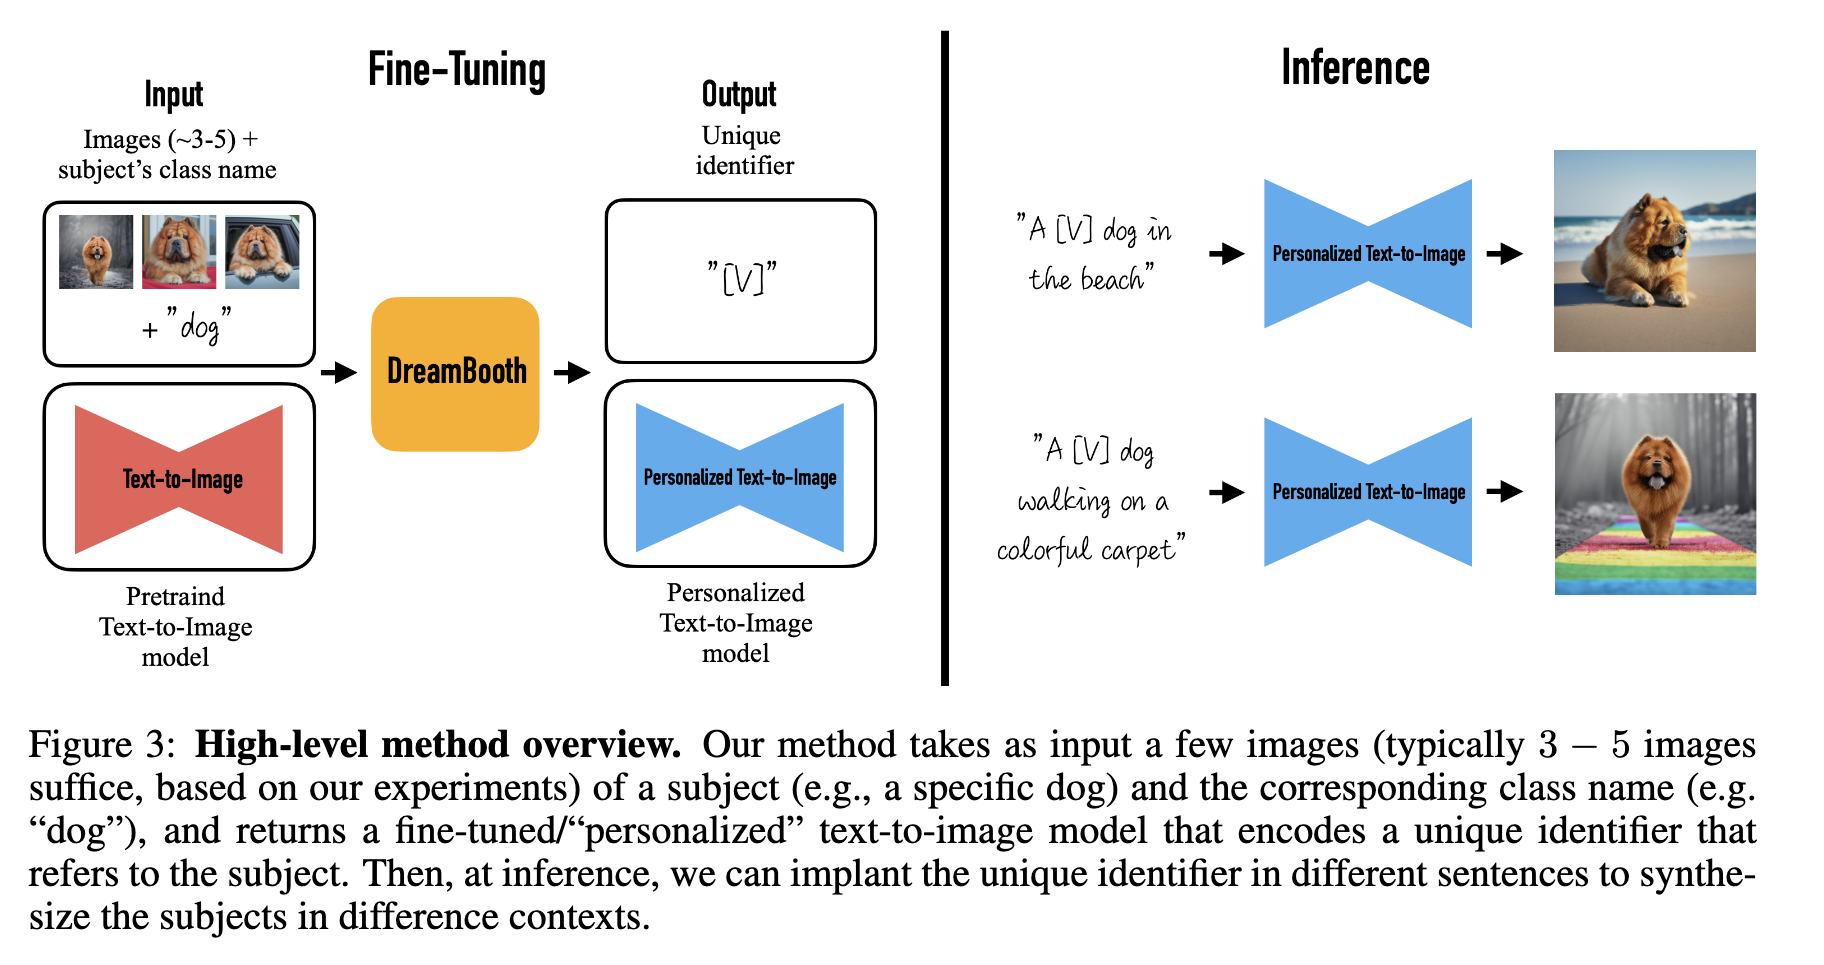 Fine-Tuning
Input
Images (~3-5) +
subject's class name
+ "dog"
Text-to-Image
Pretraind
Text-to-Image
model
DreamBooth
Output
Unique
identifier
"[V]"
Personalized Text-to-Image
Personalized
Text-to-Image
model
Inference
"A [V] dog in
the beach"
Personalized Text-to-Image
"A [V] dog
walking on a
colorful carpet"
Personalized Text-to-Image
Figure 3: High-level method overview. Our method takes as input a few images (typically 3 – 5 images
suffice, based on our experiments) of a subject (e.g., a specific dog) and the corresponding class name (e.g.
“dog”), and returns a fine-tuned/“personalized” text-to-image model that encodes a unique identifier that
refers to the subject. Then, at inference, we can implant the unique identifier in different sentences to synthe-
size the subjects in difference contexts.